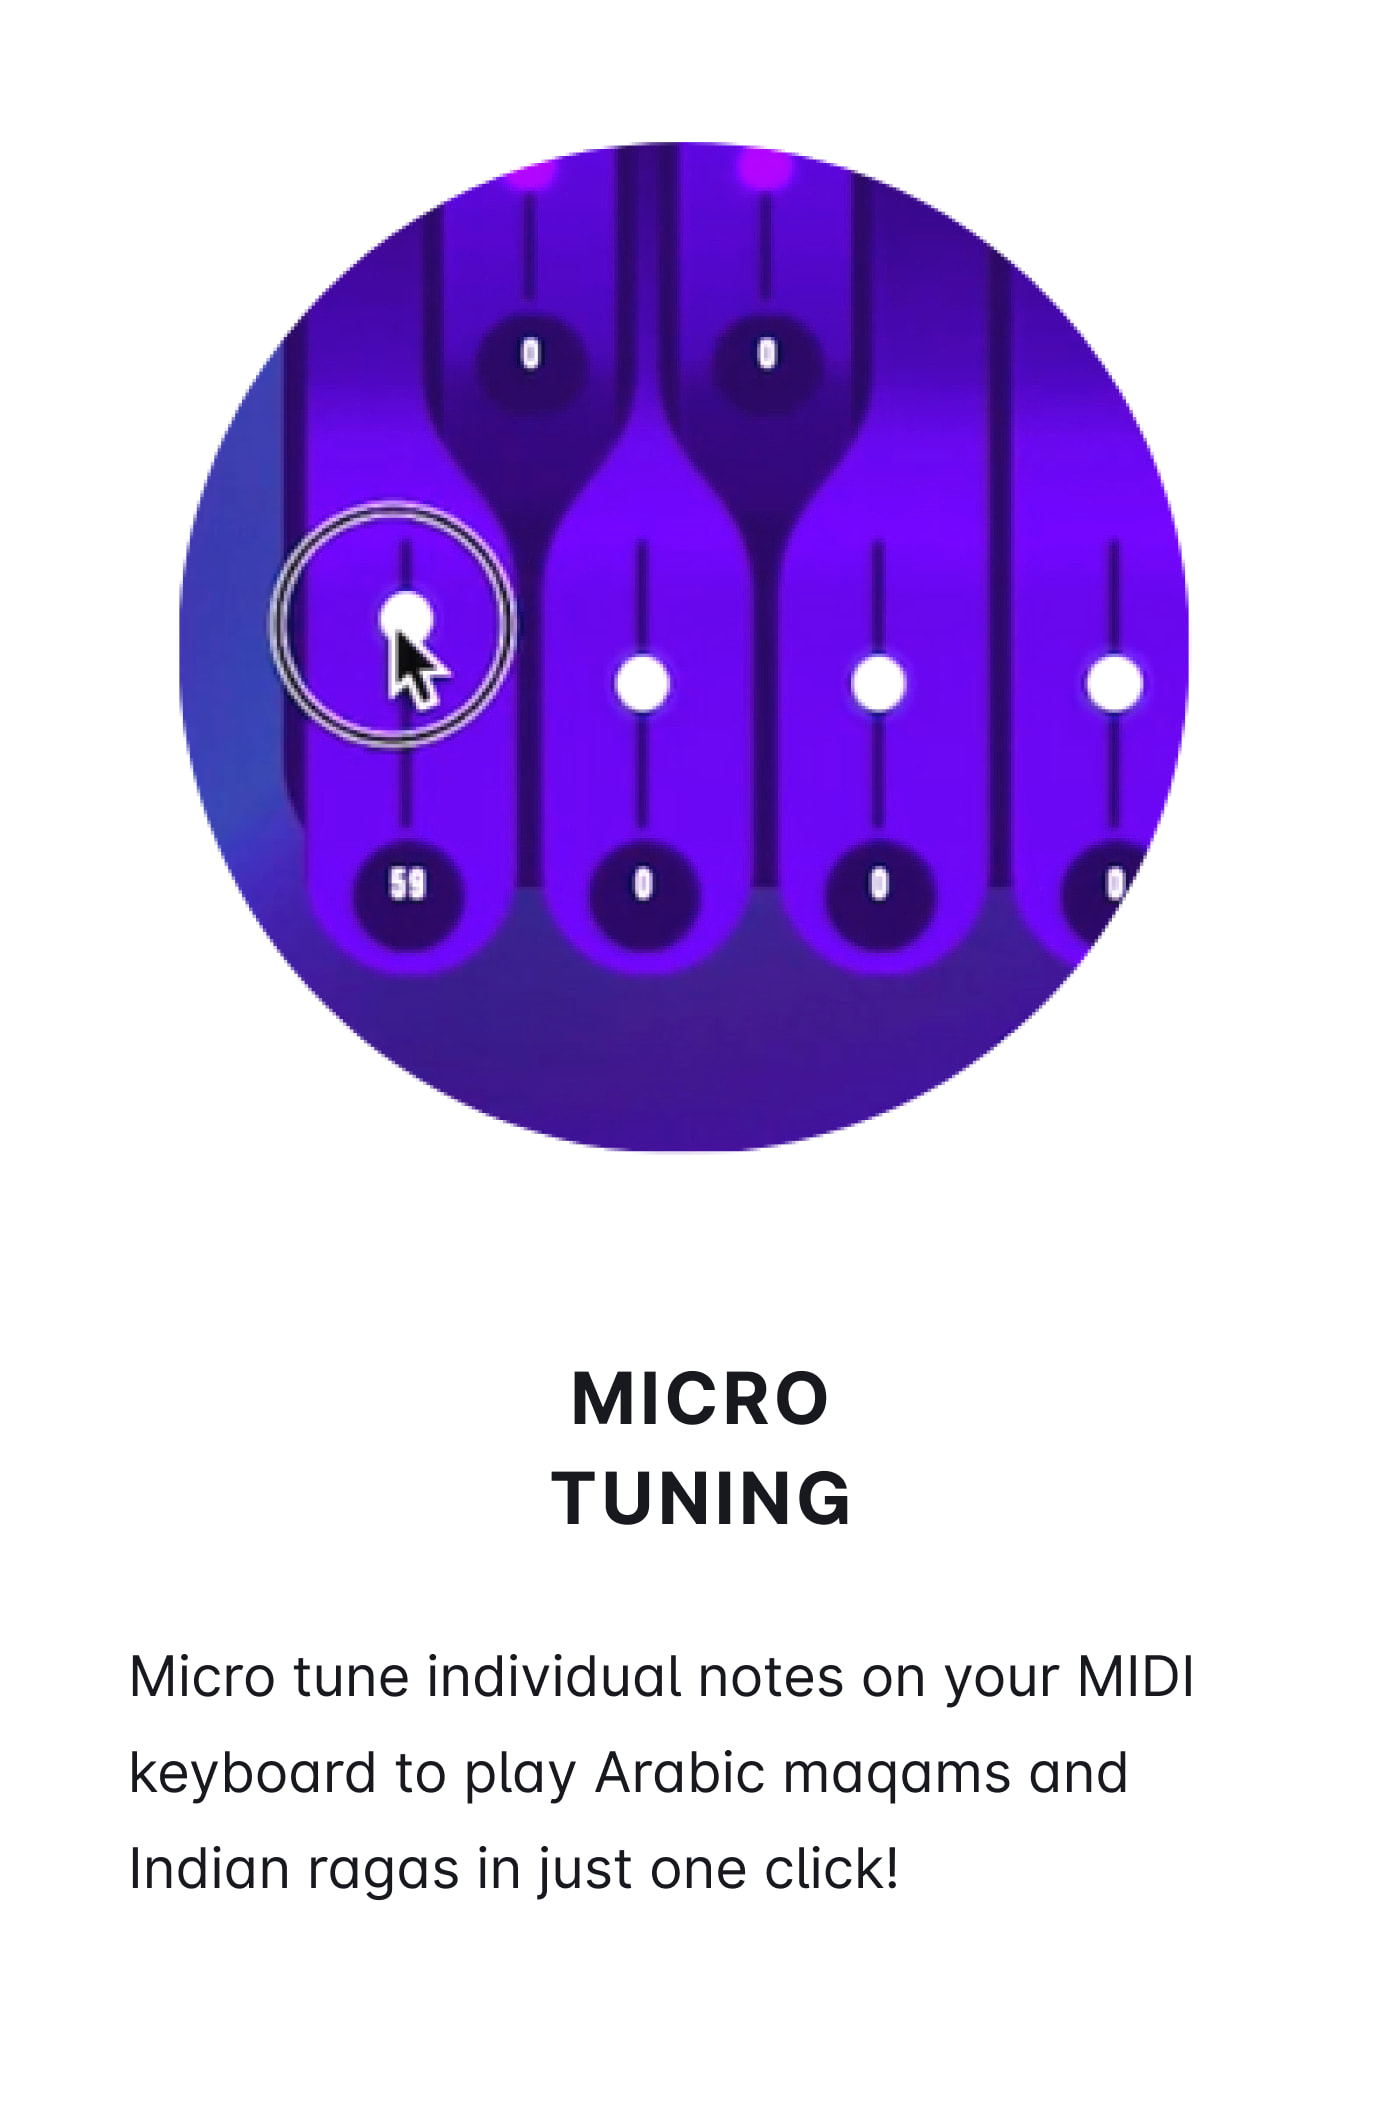 0 0
59 0 0 0
MICRO
TUNING
Micro tune individual notes on your MIDI
keyboard to play Arabic maqams and
Indian ragas in just one click!